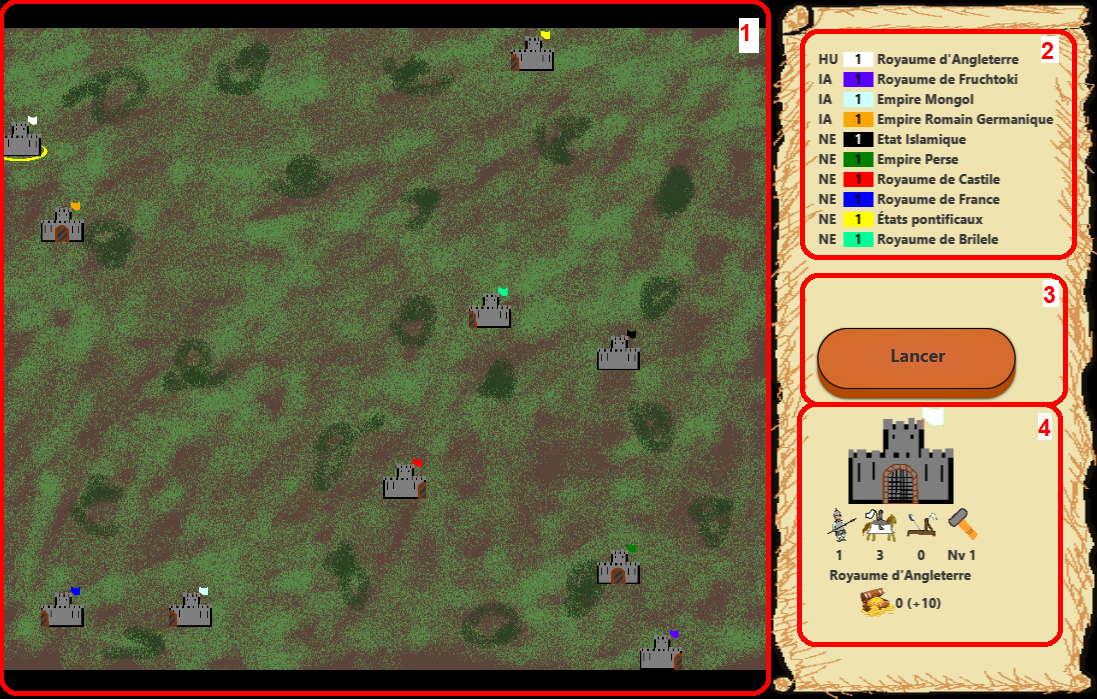 1
2
HU 1 Royaume d'Angleterre
IA 1 Royaume de Fruchtoki
IA 1 Empire Mongol
IA 1 Empire Romain Germanique
NE 1 Etat Islamique
NE 1 Empire Perse
NE 1 Royaume de Castile
NE 1 Royaume de France
NE 1 États pontificaux
NE 1 Royaume de Brilele
3
Lancer
4
1 3 0 Nv 1
Royaume d'Angleterre
0 (+10)